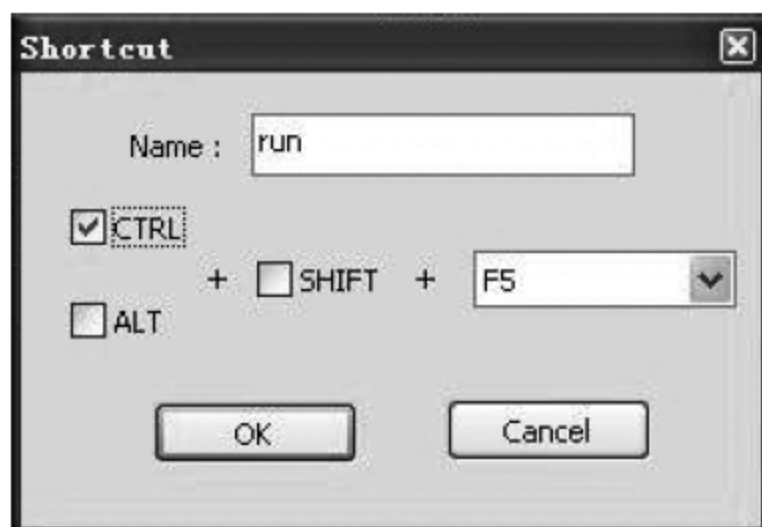 Shortcut
Name : run
CTRL
+ SHIFT + F5
ALT
OK Cancel